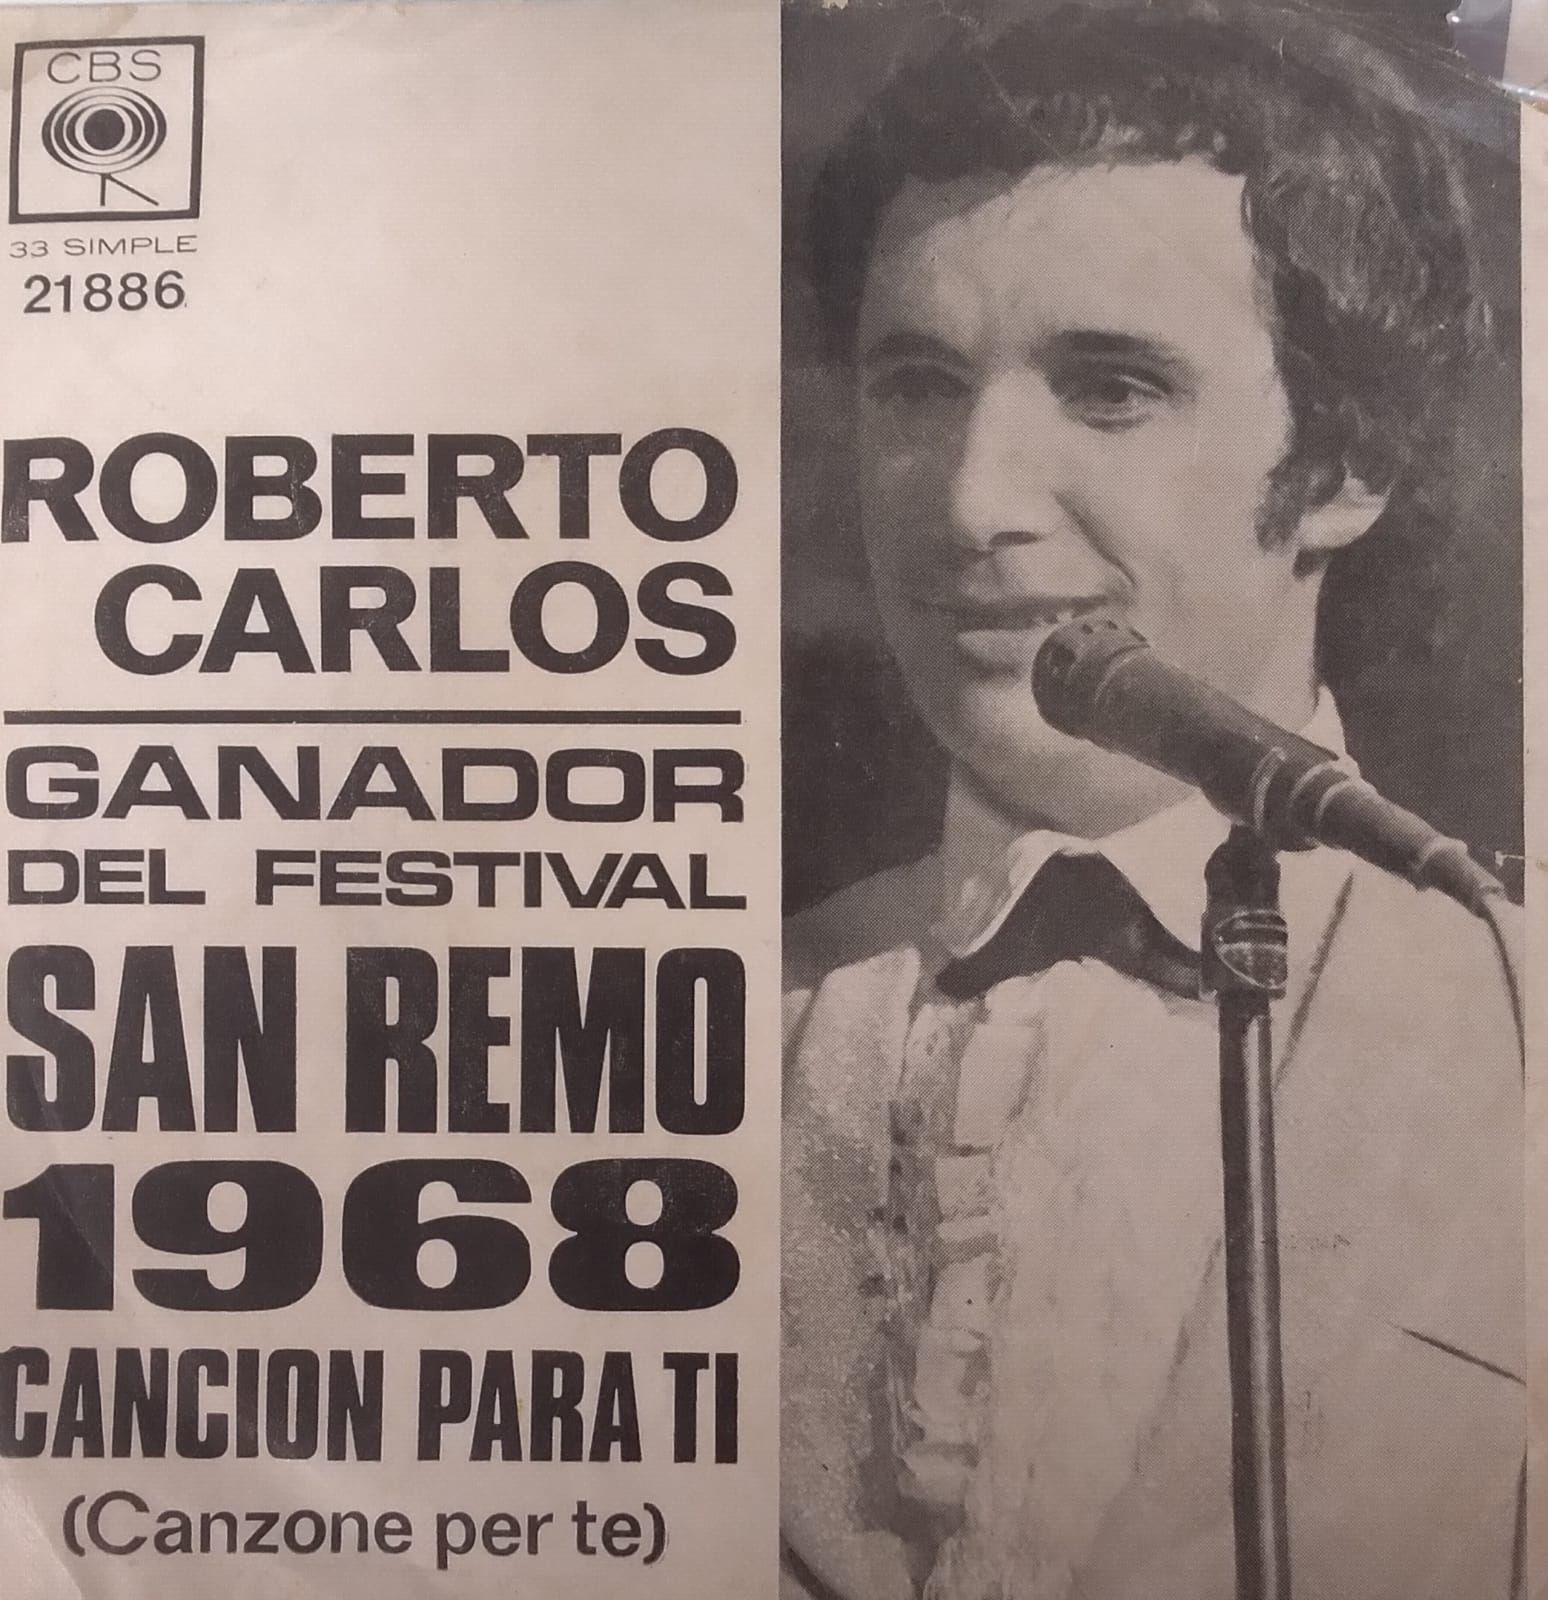 CBS
33 SIMPLE
21886
ROBERTO
CARLOS
GANADOR
DEL FESTIVAL
SAN REMO
1968
CANCION PARA TI
(Canzone per te)